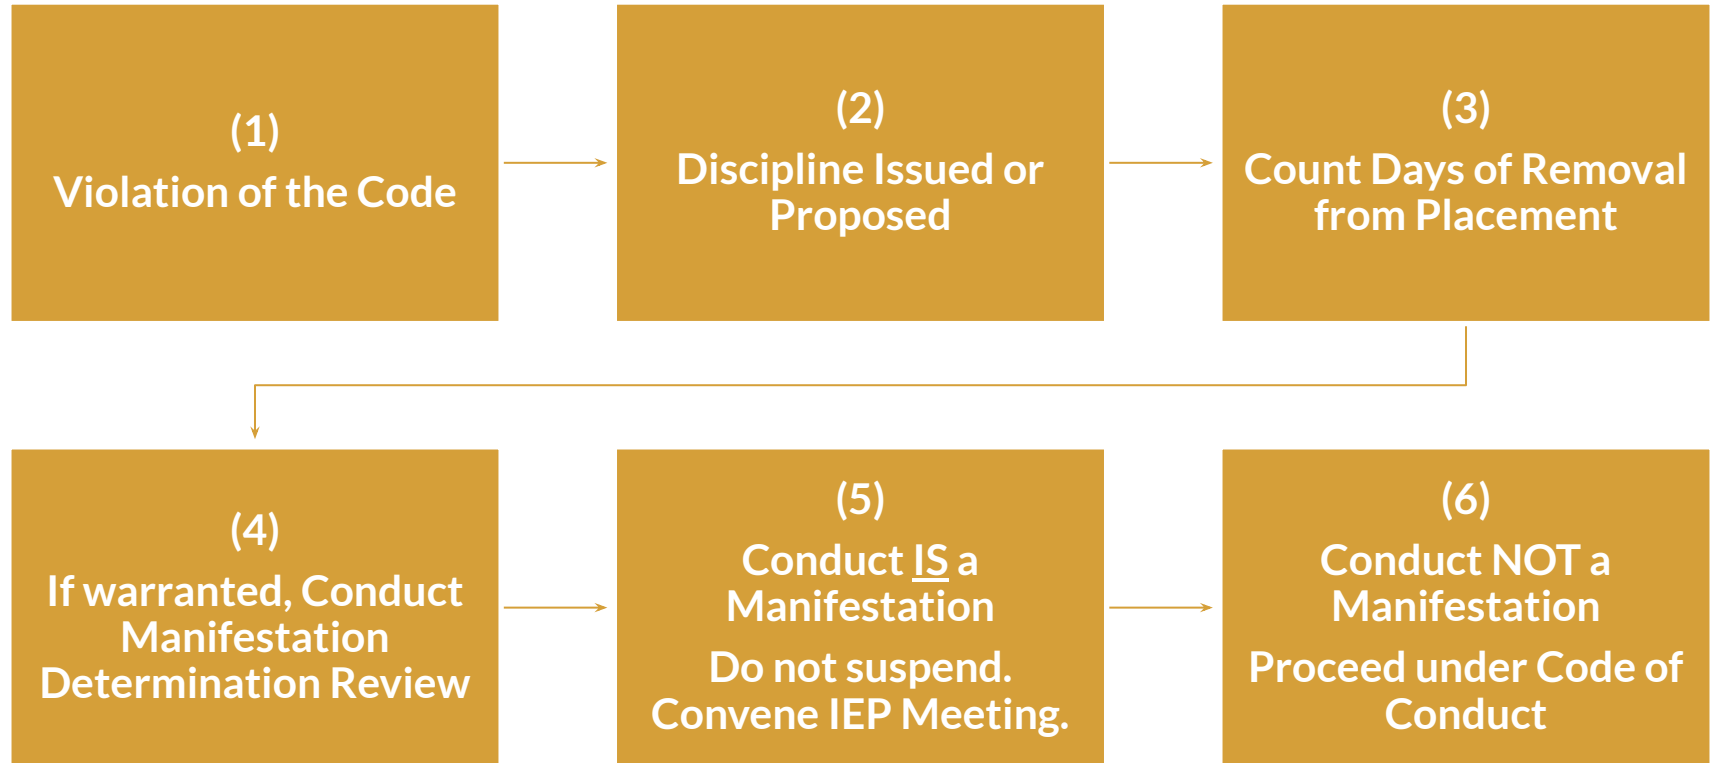 (1)
Violation of the Code
(2)
Discipline Issued or
Proposed
(3)
Count Days of Removal
from Placement
(4)
If warranted, Conduct
Manifestation
Determination Review
(5)
Conduct IS a
Manifestation
Do not suspend.
Convene IEP Meeting.
(6)
Conduct NOT a
Manifestation
Proceed under Code of
Conduct